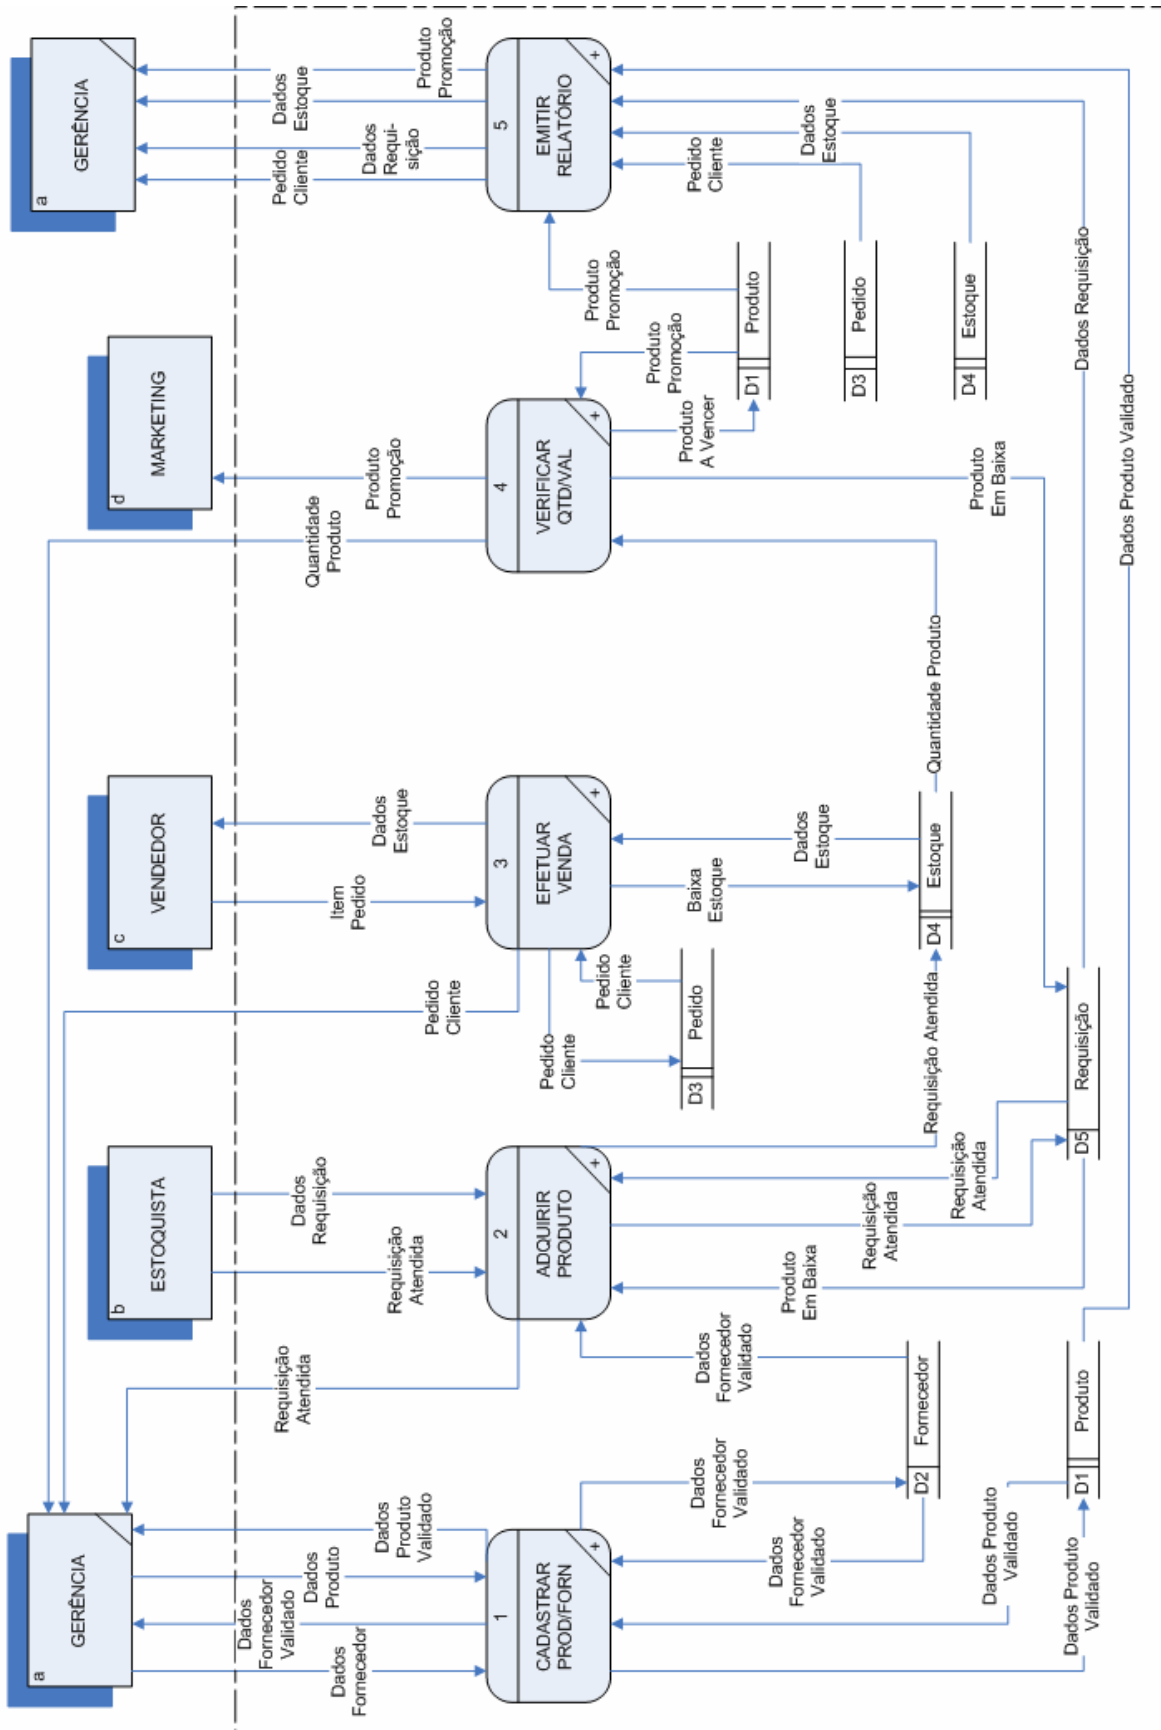 a
GERÊNCIA
b
ESTOQUISTA
c
VENDEDOR
d
MARKETING
a
GERÊNCIA
Dados
Fornecedor
Dados
Fornecedor
Validado
Dados
Produto
Dados
Produto
Validado
Requisição
Atendida
Requisição
Atendida
Dados
Requisição
Pedido
Cliente
Item
Pedido
Dados
Estoque
Quantidade
Produto
Produto
Promoção
Pedido
Cliente
Dados
Requi-
sição
Dados
Estoque
Produto
Promoção
1
CADASTRAR
PROD/FORN
+
2
ADQUIRIR
PRODUTO
+
3
EFETUAR
VENDA
+
4
VERIFICAR
QTD/VAL
+
5
EMITIR
RELATÓRIO
+
Dados
Fornecedor
Validado
Dados
Fornecedor
Validado
Dados
Fornecedor
Validado
D2 Fornecedor
Dados Produto
Validado
Dados Produto
Validado
D1 Produto
Produto
Em Baixa
Requisição
Atendida
Requisição
Atendida
Requisição Atendida
D5 Requisição
Pedido
Cliente
Pedido
Cliente
D3 Pedido
Baixa
Estoque
Dados
Estoque
D4 Estoque
Quantidade Produto
Produto
Em Baixa
Produto
A Vencer
Produto
Promoção
Produto
Promoção
D1 Produto
Pedido
Cliente
D3 Pedido
Dados
Estoque
D4 Estoque
Dados Requisição
Dados Produto Validado